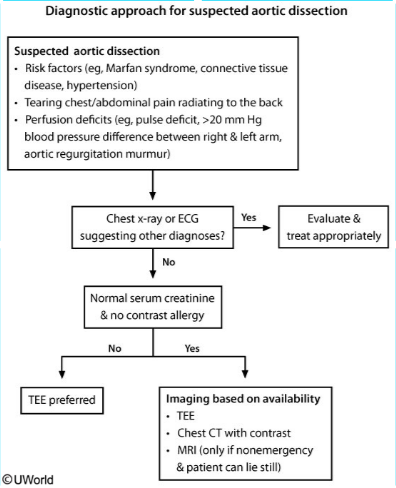 Diagnostic approach for suspected aortic dissection
Suspected aortic dissection
• Risk factors (eg, Marfan syndrome, connective tissue
disease, hypertension)
• Tearing chest/abdominal pain radiating to the back
• Perfusion deficits (eg, pulse deficit, >20 mm Hg
blood pressure difference between right & left arm,
aortic regurgitation murmur)
Chest x-ray or ECG
suggesting other diagnoses?
Yes
Evaluate &
treat appropriately
No
Normal serum creatinine
& no contrast allergy
No
Yes
TEE preferred
Imaging based on availability
• TEE
• Chest CT with contrast
• MRI (only if nonemergency
& patient can lie still)
©UWorld